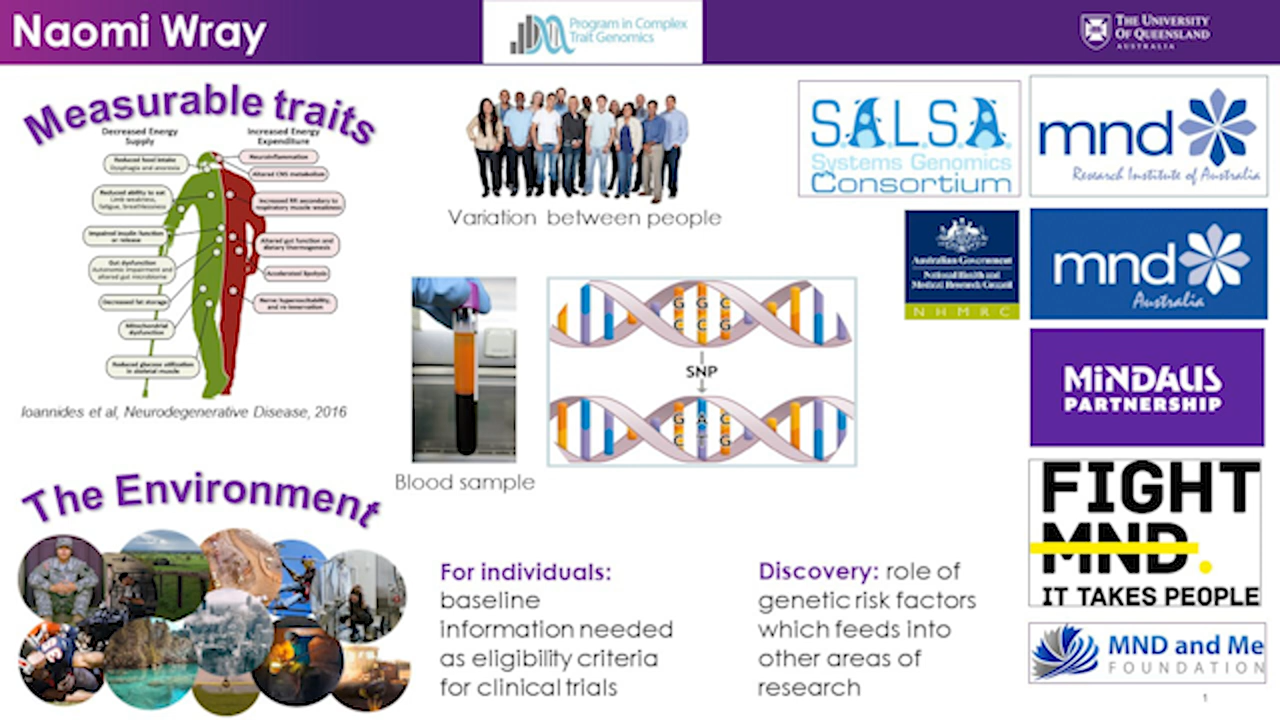 Naomi Wray
Program in Complex
Trait Genomics
THE UNIVERSITY
OF QUEENSLAND
AUSTRALIA
Measurable traits
Decreased Energy
Supply
Increased Energy
Expenditure
Reduced food intake
Dysphagia and anorexia
Reduced ability to eat
Limb weakness,
fatigue, breathlessness
Impaired insulin function
or release
Gut dysfunction
Autonomic impairment and
altered gut microbiome
Decreased fat storage
Mitochondrial
dysfunction
Reduced glucose utilization
in skeletal muscle
Neuroinflammation
Altered CNS metabolism
Increased RR secondary to
respiratory muscle weakness
Altered gut function and
dietary thermogenesis
Accelerated lipolysis
Nerve hyperexcitability,
and re-innervation
Ioannides et al, Neurodegenerative Disease, 2016
Variation between people
Blood sample
G G C
C C G
SNP
G A C
C T G
S.A.L.S.A
Systems Genomics
Consortium
mnd
Research Institute of Australia
Australian Government
National Health and
Medical Research Council
NHMRC
mnd
Australia
MiNDAUS
PARTNERSHIP
FIGHT
MND.
IT TAKES PEOPLE
MND and Me
FOUNDATION
The Environment
For individuals:
baseline
information needed
as eligibility criteria
for clinical trials
Discovery: role of
genetic risk factors
which feeds into
other areas of
research
1